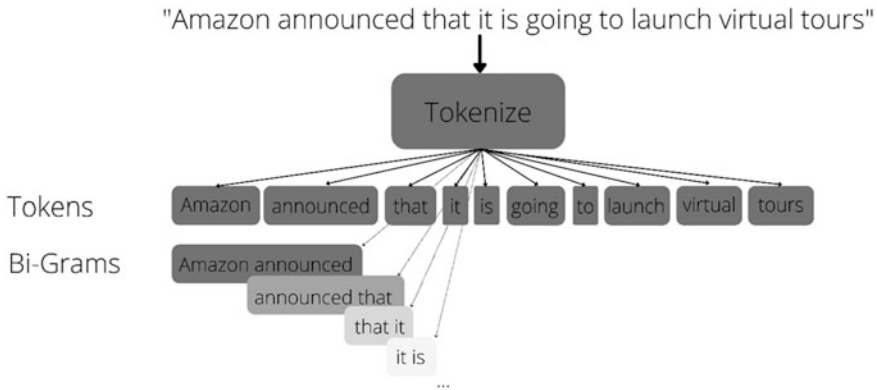 "Amazon announced that it is going to launch virtual tours"
Tokenize
Tokens Amazon announced that it is going to launch virtual tours
Bi-Grams Amazon announced
announced that
that it
it is
...